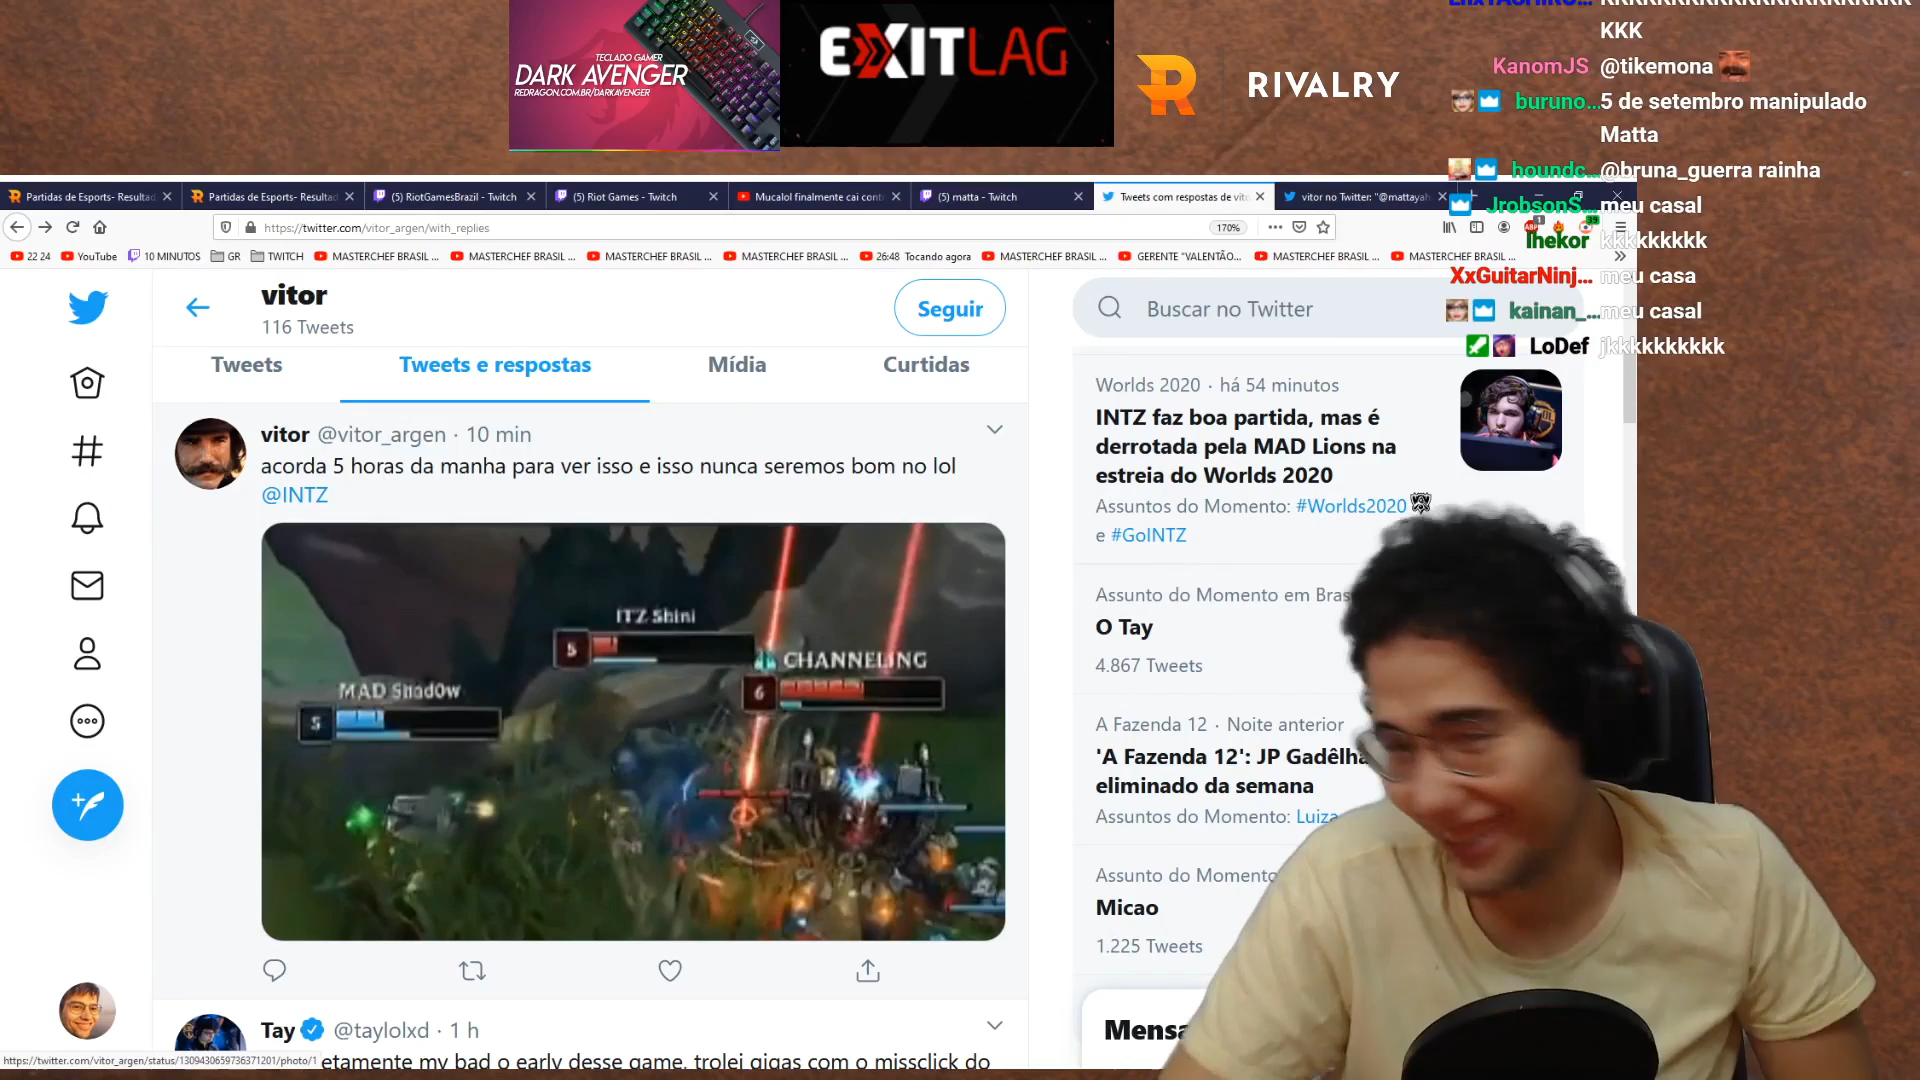 TECLADO GAMER
DARK AVENGER
REDRAGON.COM.BR/DARKAVENGER
EXITLAG
RIVALRY
KKK
KanomJS @tikemona
buruno... 5 de setembro manipulado
Matta
houndc... @bruna_guerra rainha
JrobsonS... meu casal
lhekor kkkkkkkkk
XxGuitarNinj... meu casa
kainan_... meu casal
LoDef jkkkkkkkkkk
Partidas de Esports- Resultad
Partidas de Esports- Resultad
(5) RiotGamesBrazil - Twitch
(5) Riot Games - Twitch
Mucalol finalmente cai cont
(5) matta - Twitch
Tweets com respostas de vito
vitor no Twitter: "@mattayah
https://twitter.com/vitor_argen/with_replies
170%
22 24
YouTube
10 MINUTOS
GR
TWITCH
MASTERCHEF BRASIL ...
MASTERCHEF BRASIL ...
MASTERCHEF BRASIL ...
MASTERCHEF BRASIL ...
26:48 Tocando agora
MASTERCHEF BRASIL ...
GERENTE "VALENTÃO...
MASTERCHEF BRASIL ...
MASTERCHEF BRASIL ...
vitor
116 Tweets
Seguir
Tweets
Tweets e respostas
Mídia
Curtidas
vitor @vitor_argen · 10 min
acorda 5 horas da manha para ver isso e isso nunca seremos bom no lol
@INTZ
ITZ Shini
5
CHANNELING
6
MAD Shad0w
5
Tay @taylolxd · 1 h
etamente my bad o early desse game, trolei gigas com o missclick do
https://twitter.com/vitor_argen/status/1309430659736371201/photo/1
Buscar no Twitter
Worlds 2020 · há 54 minutos
INTZ faz boa partida, mas é
derrotada pela MAD Lions na
estreia do Worlds 2020
Assuntos do Momento: #Worlds2020
e #GoINTZ
Assunto do Momento em Bras
O Tay
4.867 Tweets
A Fazenda 12 · Noite anterior
'A Fazenda 12': JP Gadêlha
eliminado da semana
Assuntos do Momento: Luiza
Assunto do Momento
Micao
1.225 Tweets
Mensa